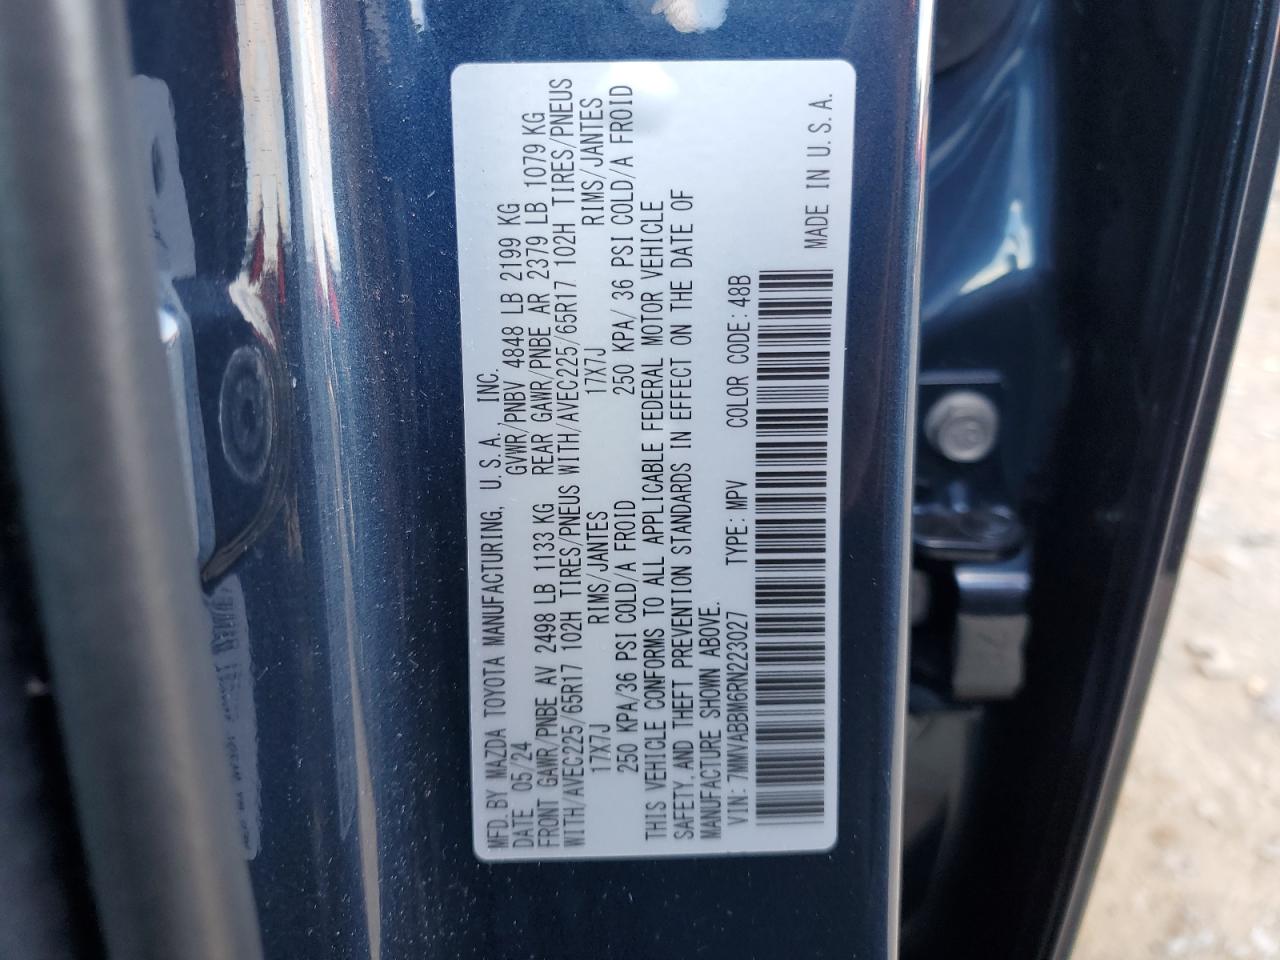 MFD. BY MAZDA TOYOTA MANUFACTURING, U.S.A., INC.
DATE 05/24 GVWR/PNBV 4848 LB 2199 KG
FRONT GAWR/PNBE AV 2498 LB 1133 KG REAR GAWR/PNBE AR 2379 LB 1079 KG
WITH/AVEC225/65R17 102H TIRES/PNEUS WITH/AVEC225/65R17 102H TIRES/PNEUS
17X7J RIMS/JANTES 17X7J RIMS/JANTES
250 KPA/36 PSI COLD/A FROID 250 KPA/ 36 PSI COLD/A FROID
THIS VEHICLE CONFORMS TO ALL APPLICABLE FEDERAL MOTOR VEHICLE
SAFETY, AND THEFT PREVENTION STANDARDS IN EFFECT ON THE DATE OF
MANUFACTURE SHOWN ABOVE.
VIN: 7MMVABBM6RN223027 TYPE: MPV COLOR CODE: 48B
MADE IN U.S.A.